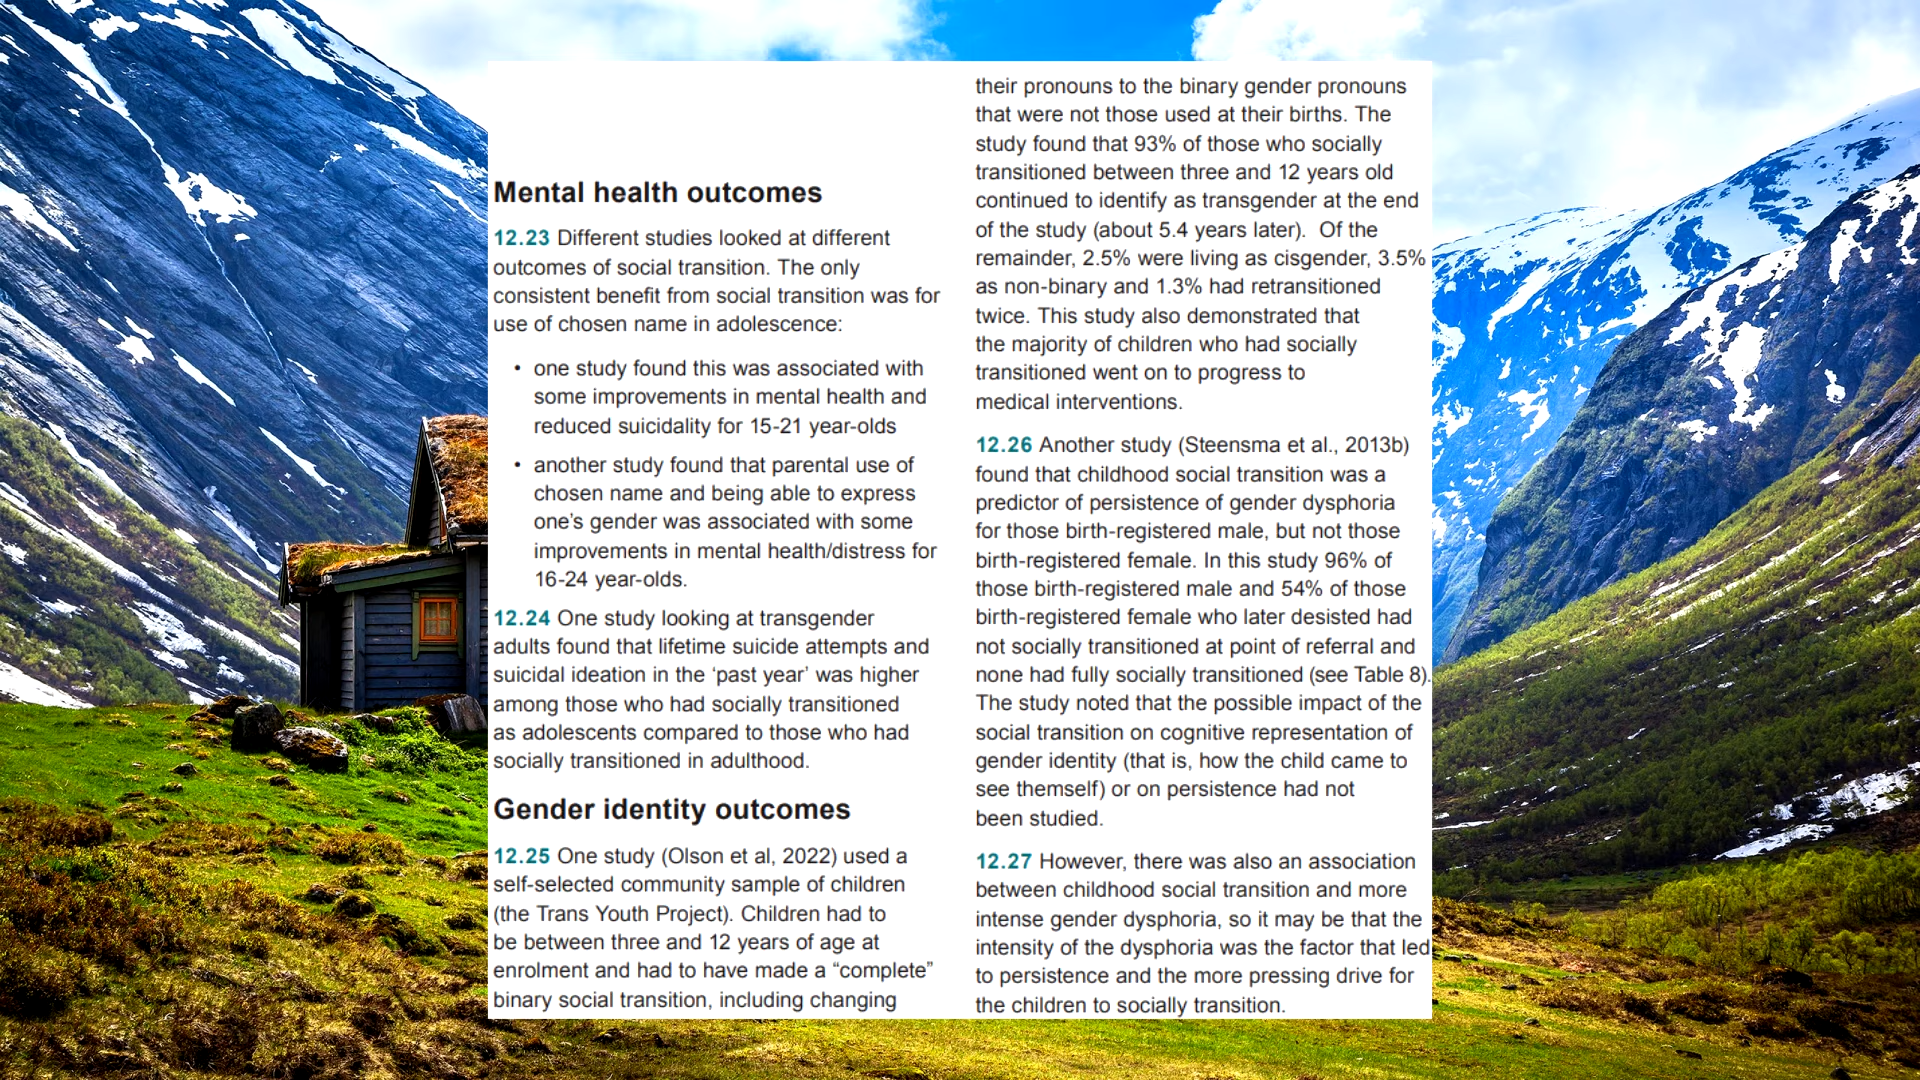 Mental health outcomes
12.23 Different studies looked at different
outcomes of social transition. The only
consistent benefit from social transition was for
use of chosen name in adolescence:
• one study found this was associated with
some improvements in mental health and
reduced suicidality for 15-21 year-olds
• another study found that parental use of
chosen name and being able to express
one’s gender was associated with some
improvements in mental health/distress for
16-24 year-olds.
12.24 One study looking at transgender
adults found that lifetime suicide attempts and
suicidal ideation in the ‘past year’ was higher
among those who had socially transitioned
as adolescents compared to those who had
socially transitioned in adulthood.
Gender identity outcomes
12.25 One study (Olson et al, 2022) used a
self-selected community sample of children
(the Trans Youth Project). Children had to
be between three and 12 years of age at
enrolment and had to have made a “complete”
binary social transition, including changing
their pronouns to the binary gender pronouns
that were not those used at their births. The
study found that 93% of those who socially
transitioned between three and 12 years old
continued to identify as transgender at the end
of the study (about 5.4 years later). Of the
remainder, 2.5% were living as cisgender, 3.5%
as non-binary and 1.3% had retransitioned
twice. This study also demonstrated that
the majority of children who had socially
transitioned went on to progress to
medical interventions.
12.26 Another study (Steensma et al., 2013b)
found that childhood social transition was a
predictor of persistence of gender dysphoria
for those birth-registered male, but not those
birth-registered female. In this study 96% of
those birth-registered male and 54% of those
birth-registered female who later desisted had
not socially transitioned at point of referral and
none had fully socially transitioned (see Table 8).
The study noted that the possible impact of the
social transition on cognitive representation of
gender identity (that is, how the child came to
see themself) or on persistence had not
been studied.
12.27 However, there was also an association
between childhood social transition and more
intense gender dysphoria, so it may be that the
intensity of the dysphoria was the factor that led
to persistence and the more pressing drive for
the children to socially transition.